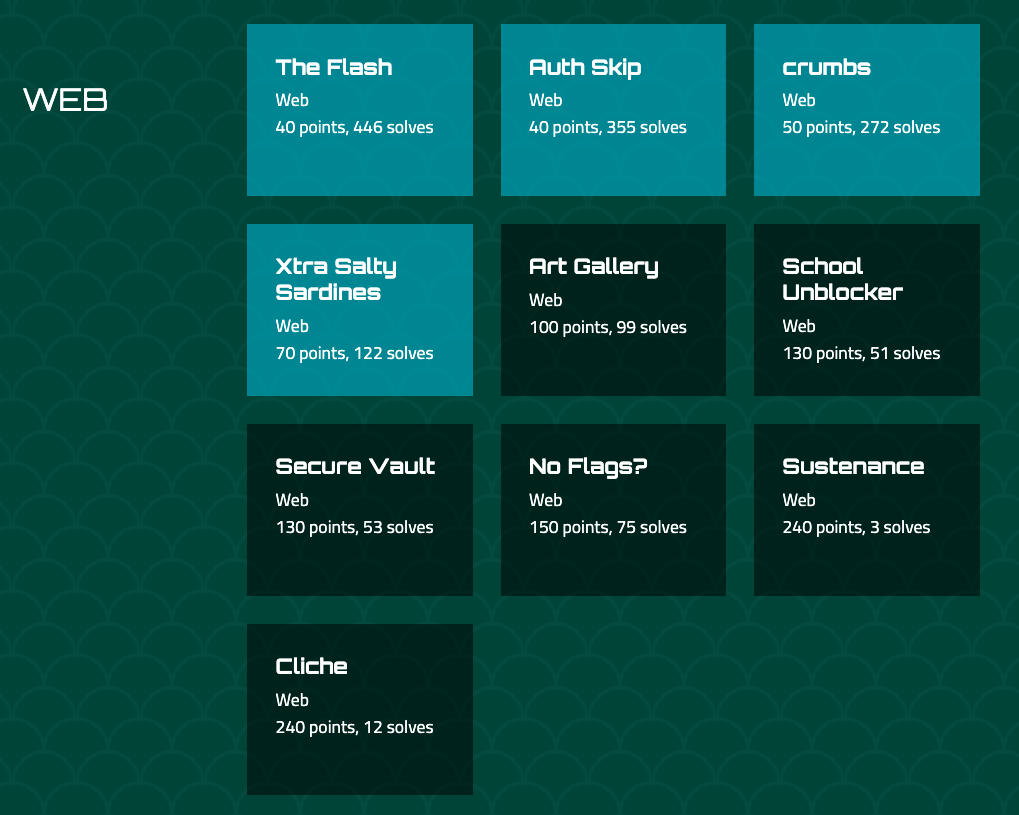 WEB
The Flash
Web
40 points, 446 solves
Auth Skip
Web
40 points, 355 solves
crumbs
Web
50 points, 272 solves
Xtra Salty
Sardines
Web
70 points, 122 solves
Art Gallery
Web
100 points, 99 solves
School
Unblocker
Web
130 points, 51 solves
Secure Vault
Web
130 points, 53 solves
No Flags?
Web
150 points, 75 solves
Sustenance
Web
240 points, 3 solves
Cliche
Web
240 points, 12 solves